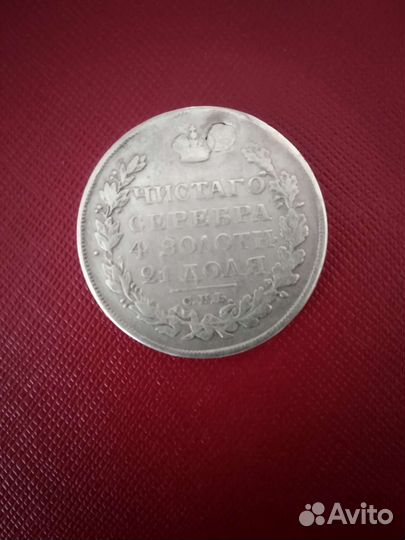 ЧИСТАГО
СЕРЕБРА
4 ЗОЛОТН.
21 ДОЛЯ
С.П.Б.
Avito